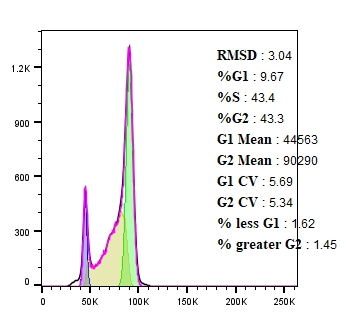 RMSD : 3.04
%G1 : 9.67
%S : 43.4
%G2 : 43.3
G1 Mean : 44563
G2 Mean : 90290
G1 CV : 5.69
G2 CV : 5.34
% less G1 : 1.62
% greater G2 : 1.45
1.2K
900
600
300
0
0 50K 100K 150K 200K 250K